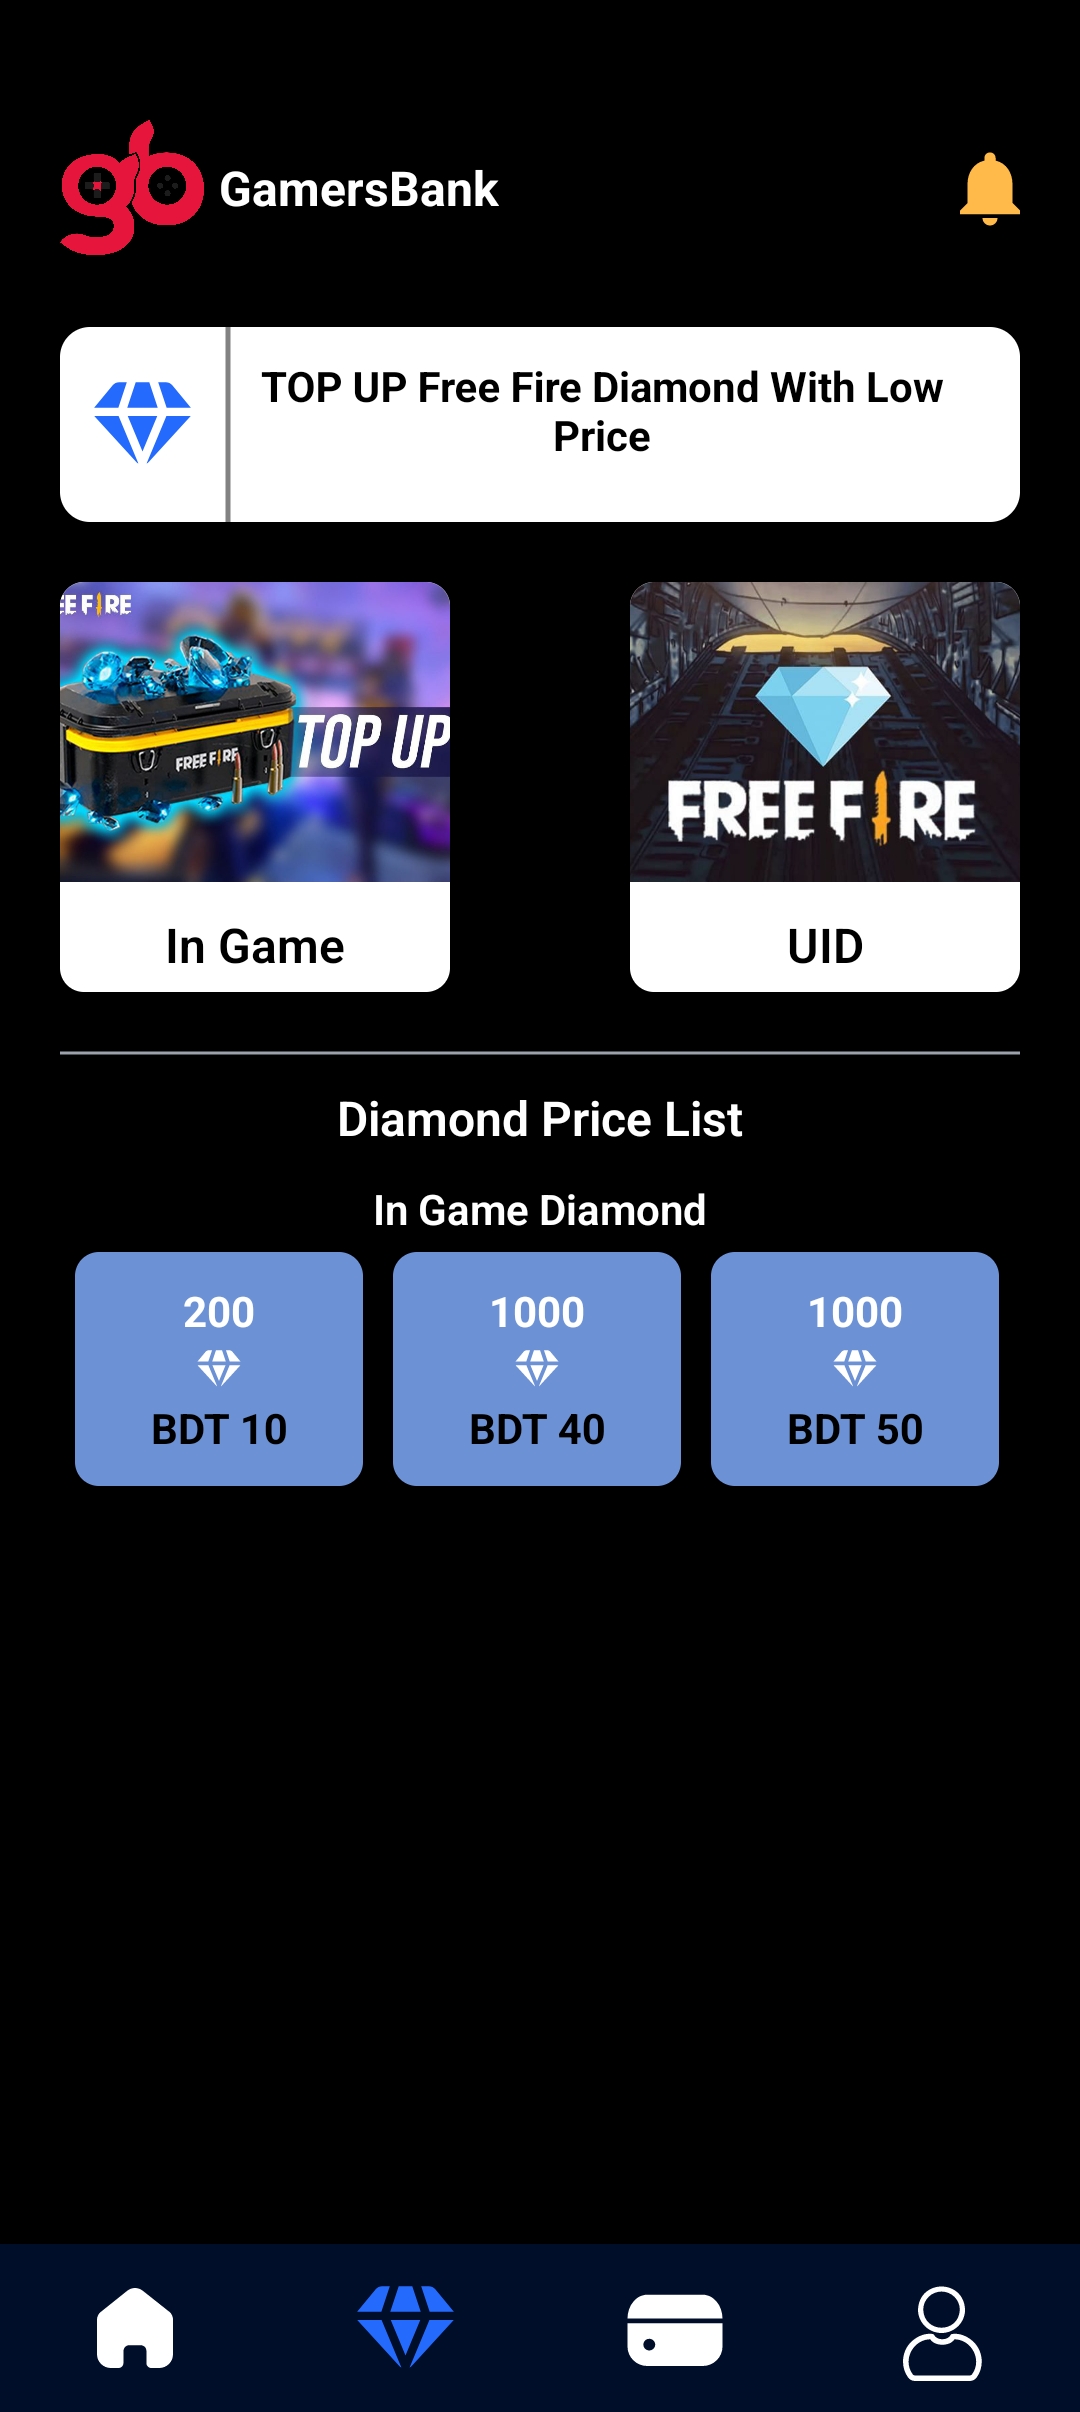 GamersBank
TOP UP Free Fire Diamond With Low
Price
EE FIRE
FREE FIRE
TOP UP
FREE FIRE
In Game
UID
Diamond Price List
In Game Diamond
200
1000
1000
BDT 10
BDT 40
BDT 50